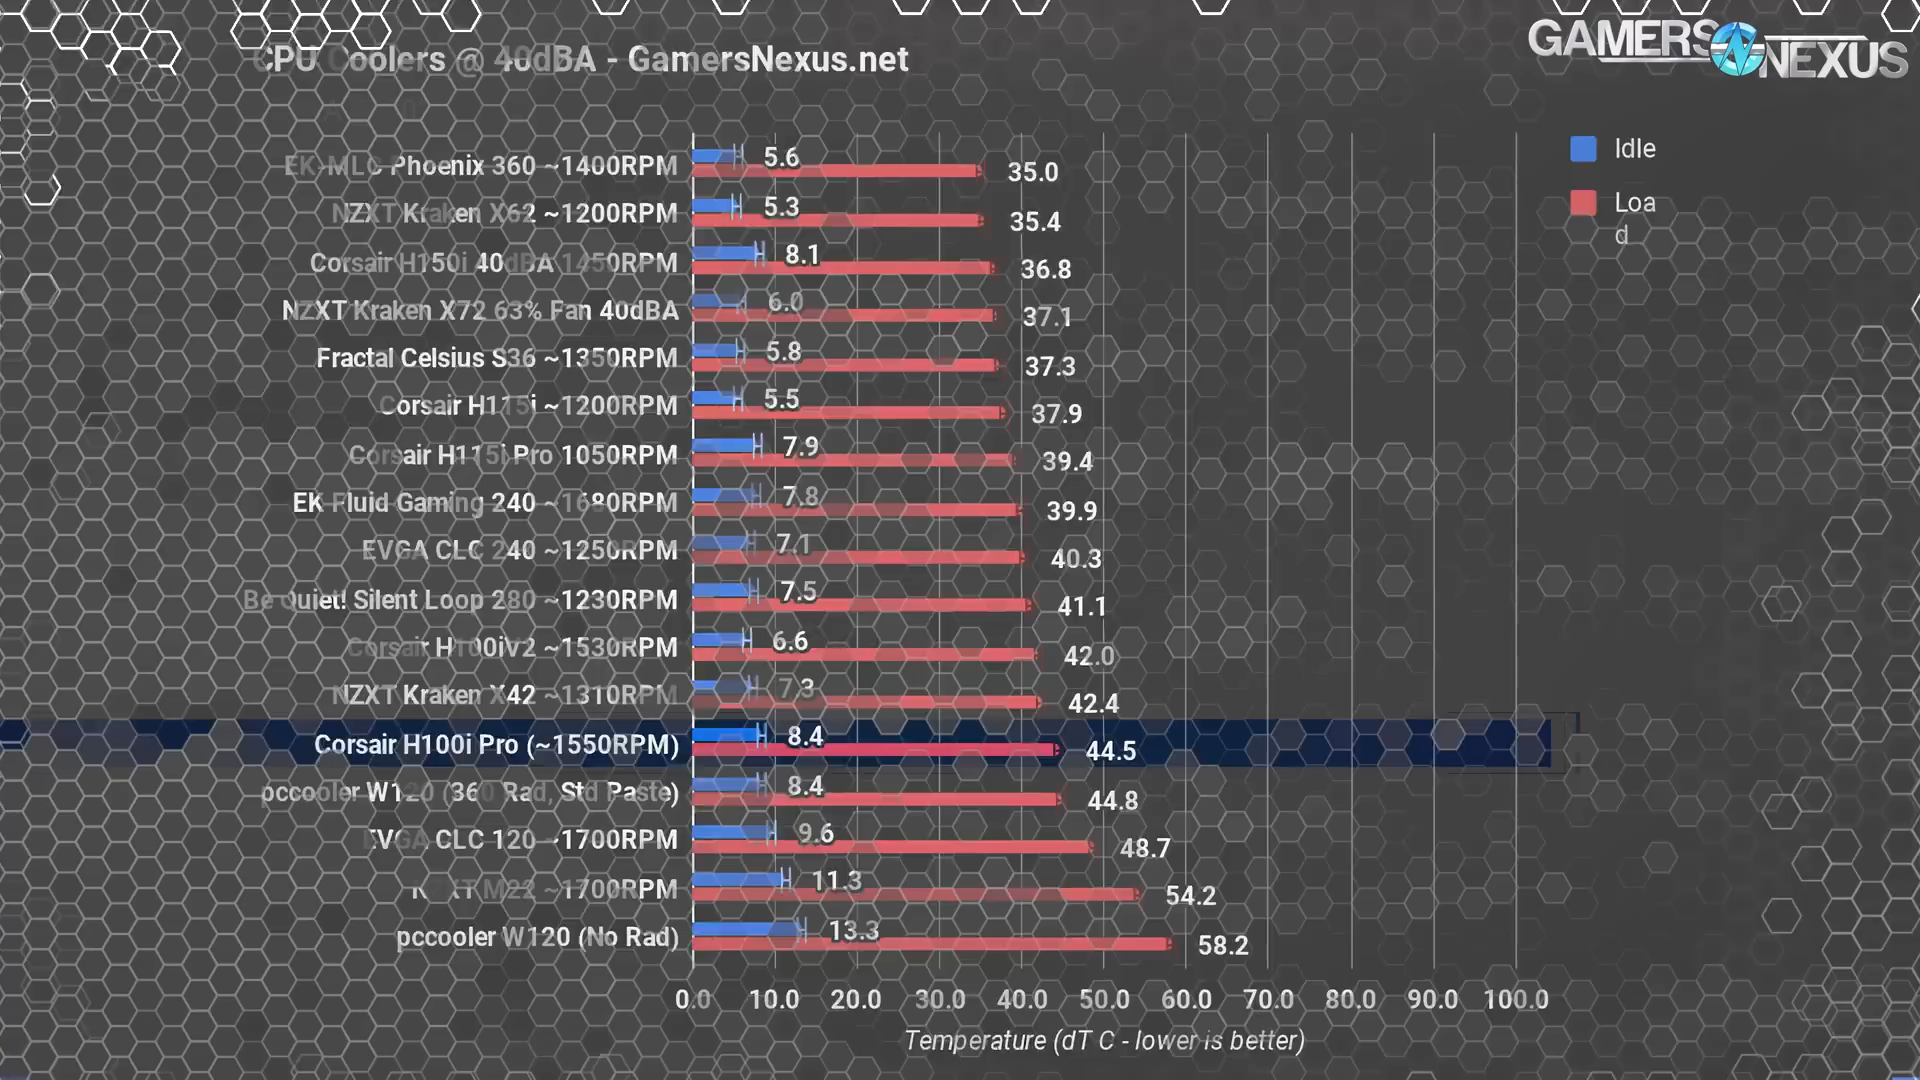 CPU Coolers @ 40dBA - GamersNexus.net
GAMERS NEXUS
Idle
Loa
d
EK-MLC Phoenix 360 ~1400RPM 5.6 35.0
NZXT Kraken X62 ~1200RPM 5.3 35.4
Corsair H150i 40dBA 1450RPM 8.1 36.8
NZXT Kraken X72 63% Fan 40dBA 6.0 37.1
Fractal Celsius S36 ~1350RPM 5.8 37.3
Corsair H115i ~1200RPM 5.5 37.9
Corsair H115i Pro 1050RPM 7.9 39.4
EK Fluid Gaming 240 ~1680RPM 7.8 39.9
EVGA CLC 240 ~1250RPM 7.1 40.3
Be Quiet! Silent Loop 280 ~1230RPM 7.5 41.1
Corsair H100iV2 ~1530RPM 6.6 42.0
NZXT Kraken X42 ~1310RPM 7.3 42.4
Corsair H100i Pro (~1550RPM) 8.4 44.5
pccooler W120 (360 Rad, Std Paste) 8.4 44.8
EVGA CLC 120 ~1700RPM 9.6 48.7
NZXT M22 ~1700RPM 11.3 54.2
pccooler W120 (No Rad) 13.3 58.2
0.0 10.0 20.0 30.0 40.0 50.0 60.0 70.0 80.0 90.0 100.0
Temperature (dT C - lower is better)